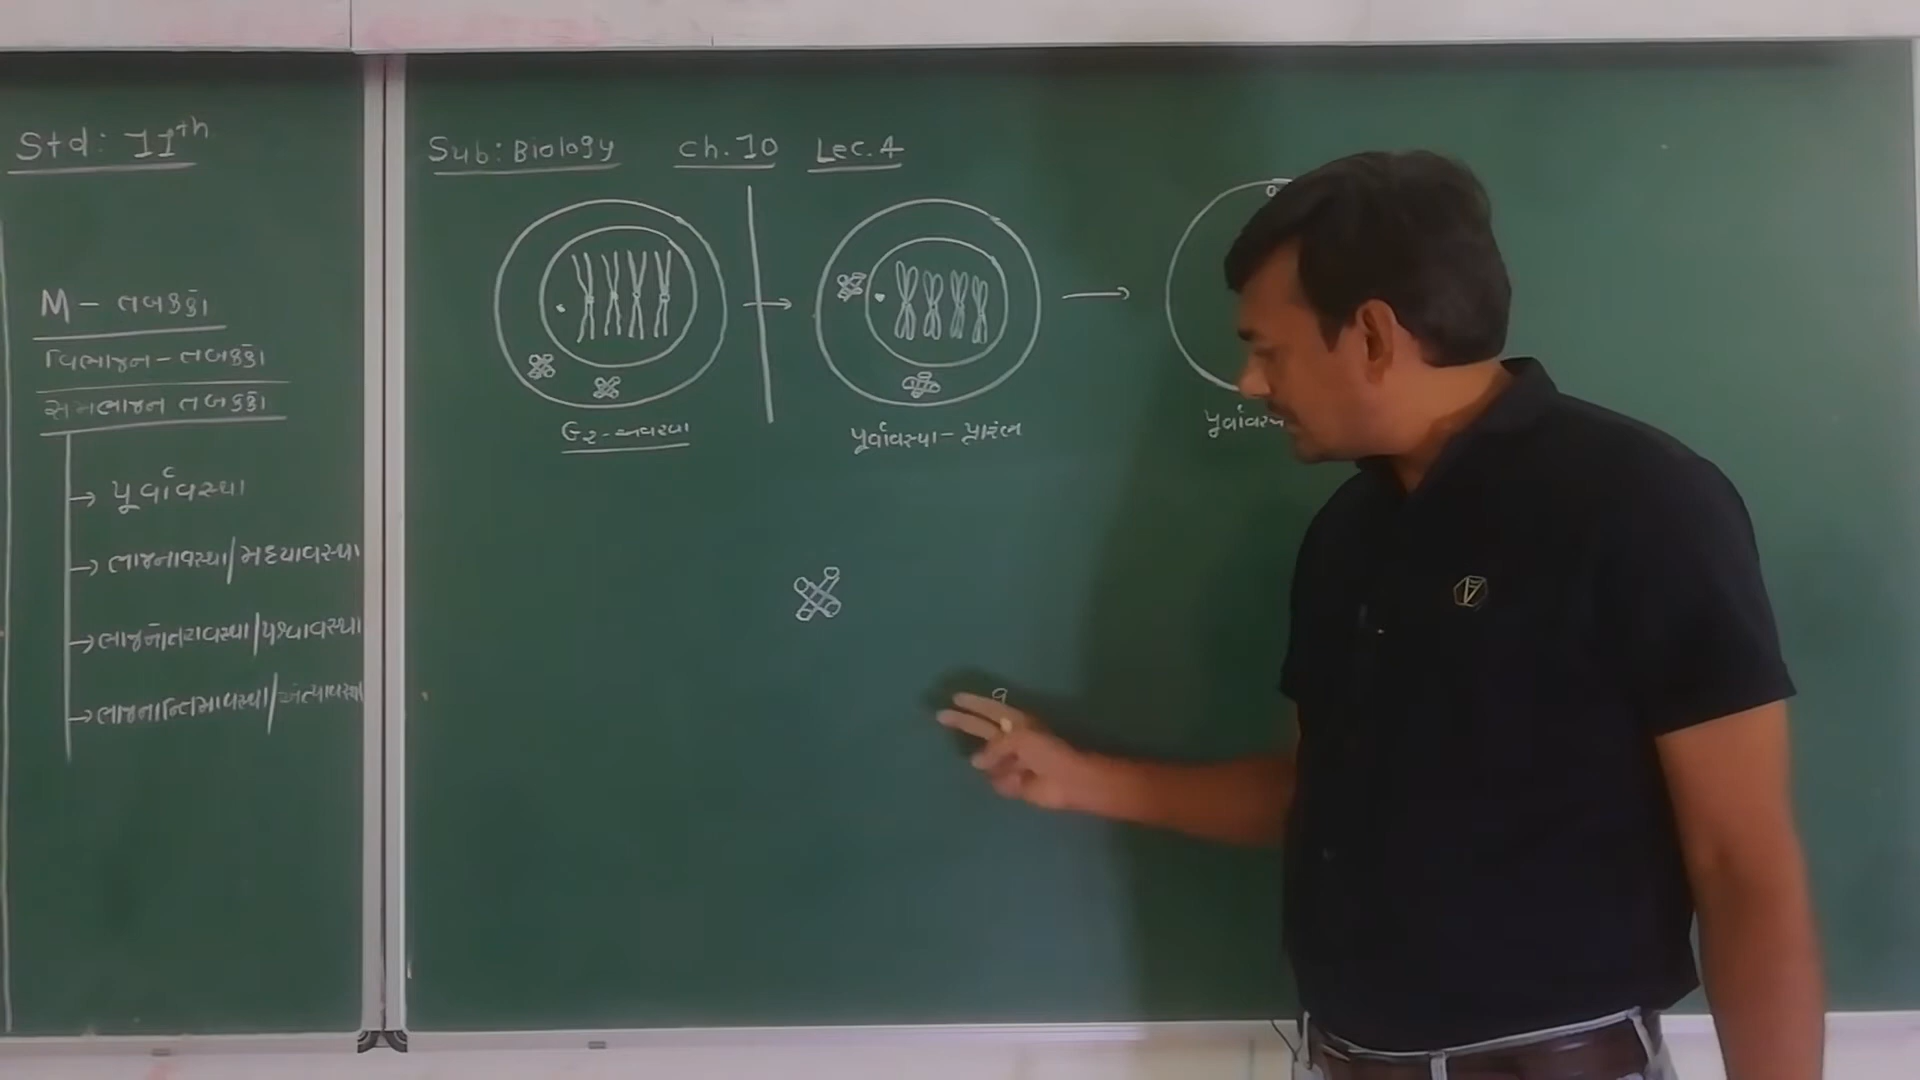 Std: 11th
M - તબક્કો
વિભાજન - તબક્કો
સમભાજન તબક્કો
→ પૂર્વાવસ્થા
→ ભાજનાવસ્થા/મધ્યાવસ્થા
→ ભાજનોત્તરાવસ્થા/પશ્ચાવસ્થા
→ ભાજનાન્તિમાવસ્થા/અંત્યાવસ્થા
Sub: Biology Ch. 10 Lec. 4
G2 - અવસ્થા
પૂર્વાવસ્થા - પ્રારંભ